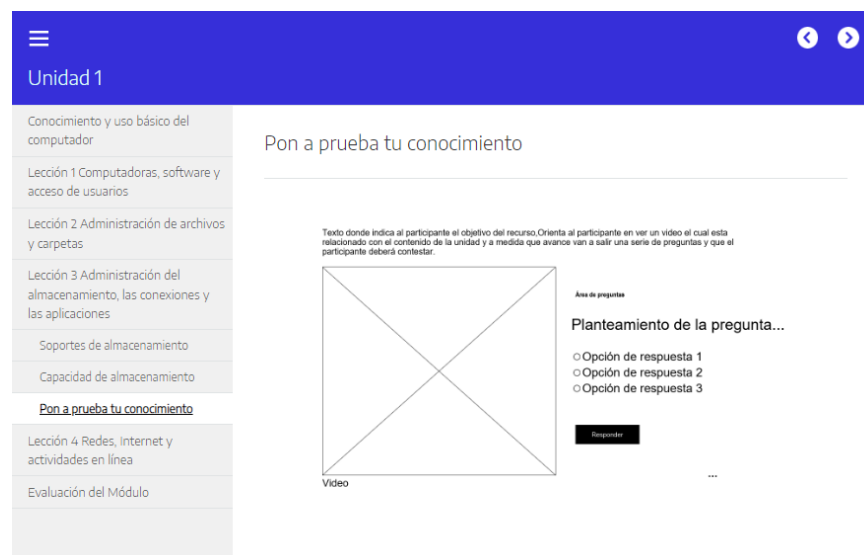 Unidad 1
Conocimiento y uso básico del
computador
Lección 1 Computadoras, software y
acceso de usuarios
Lección 2 Administración de archivos
y carpetas
Lección 3 Administración del
almacenamiento, las conexiones y
las aplicaciones
Soportes de almacenamiento
Capacidad de almacenamiento
Pon a prueba tu conocimiento
Lección 4 Redes, Internet y
actividades en línea
Evaluación del Módulo
Pon a prueba tu conocimiento
Texto donde indica al participante el objetivo del recurso,Orienta al participante en ver un video el cual esta
relacionado con el contenido de la unidad y a medida que avance van a salir una serie de preguntas y que el
participante deberá contestar.
Video
Área de preguntas
Planteamiento de la pregunta...
Opción de respuesta 1
Opción de respuesta 2
Opción de respuesta 3
Responder
...